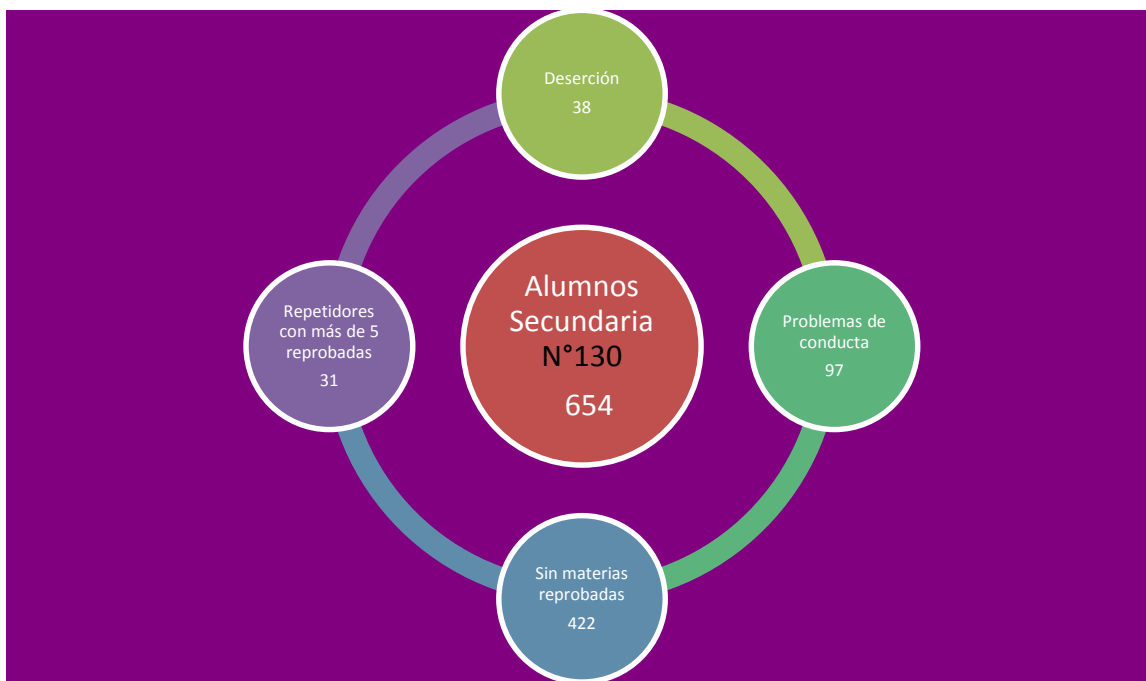 Deserción
38
Alumnos
Secundaria
N°130
654
Repetidores
con más de 5
reprobadas
31
Problemas de
conducta
97
Sin materias
reprobadas
422